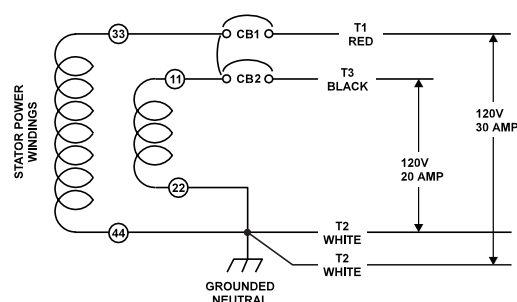 33
CB1
T1
RED
11
CB2
T3
BLACK
STATOR POWER
WINDINGS
120V
30 AMP
120V
20 AMP
22
44
T2
WHITE
T2
WHITE
GROUNDED
NEUTRAL